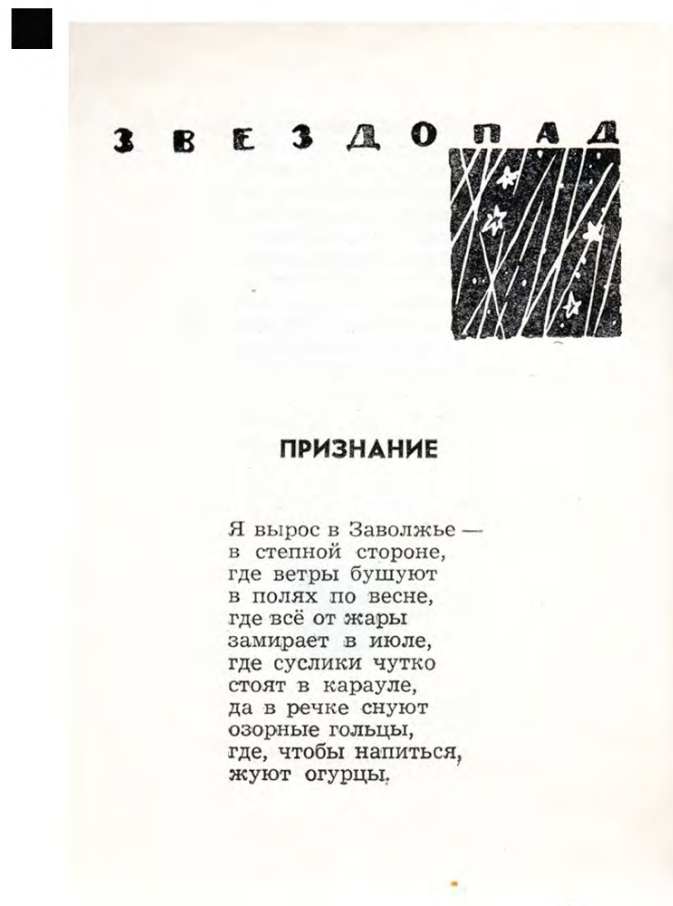 ЗВЕЗДОПАД
ПРИЗНАНИЕ
Я вырос в Заволжье —
в степной стороне,
где ветры бушуют
в полях по весне,
где всё от жары
замирает в июле,
где суслики чутко
стоят в карауле,
да в речке снуют
озорные гольцы,
где, чтобы напиться,
жуют огурцы.